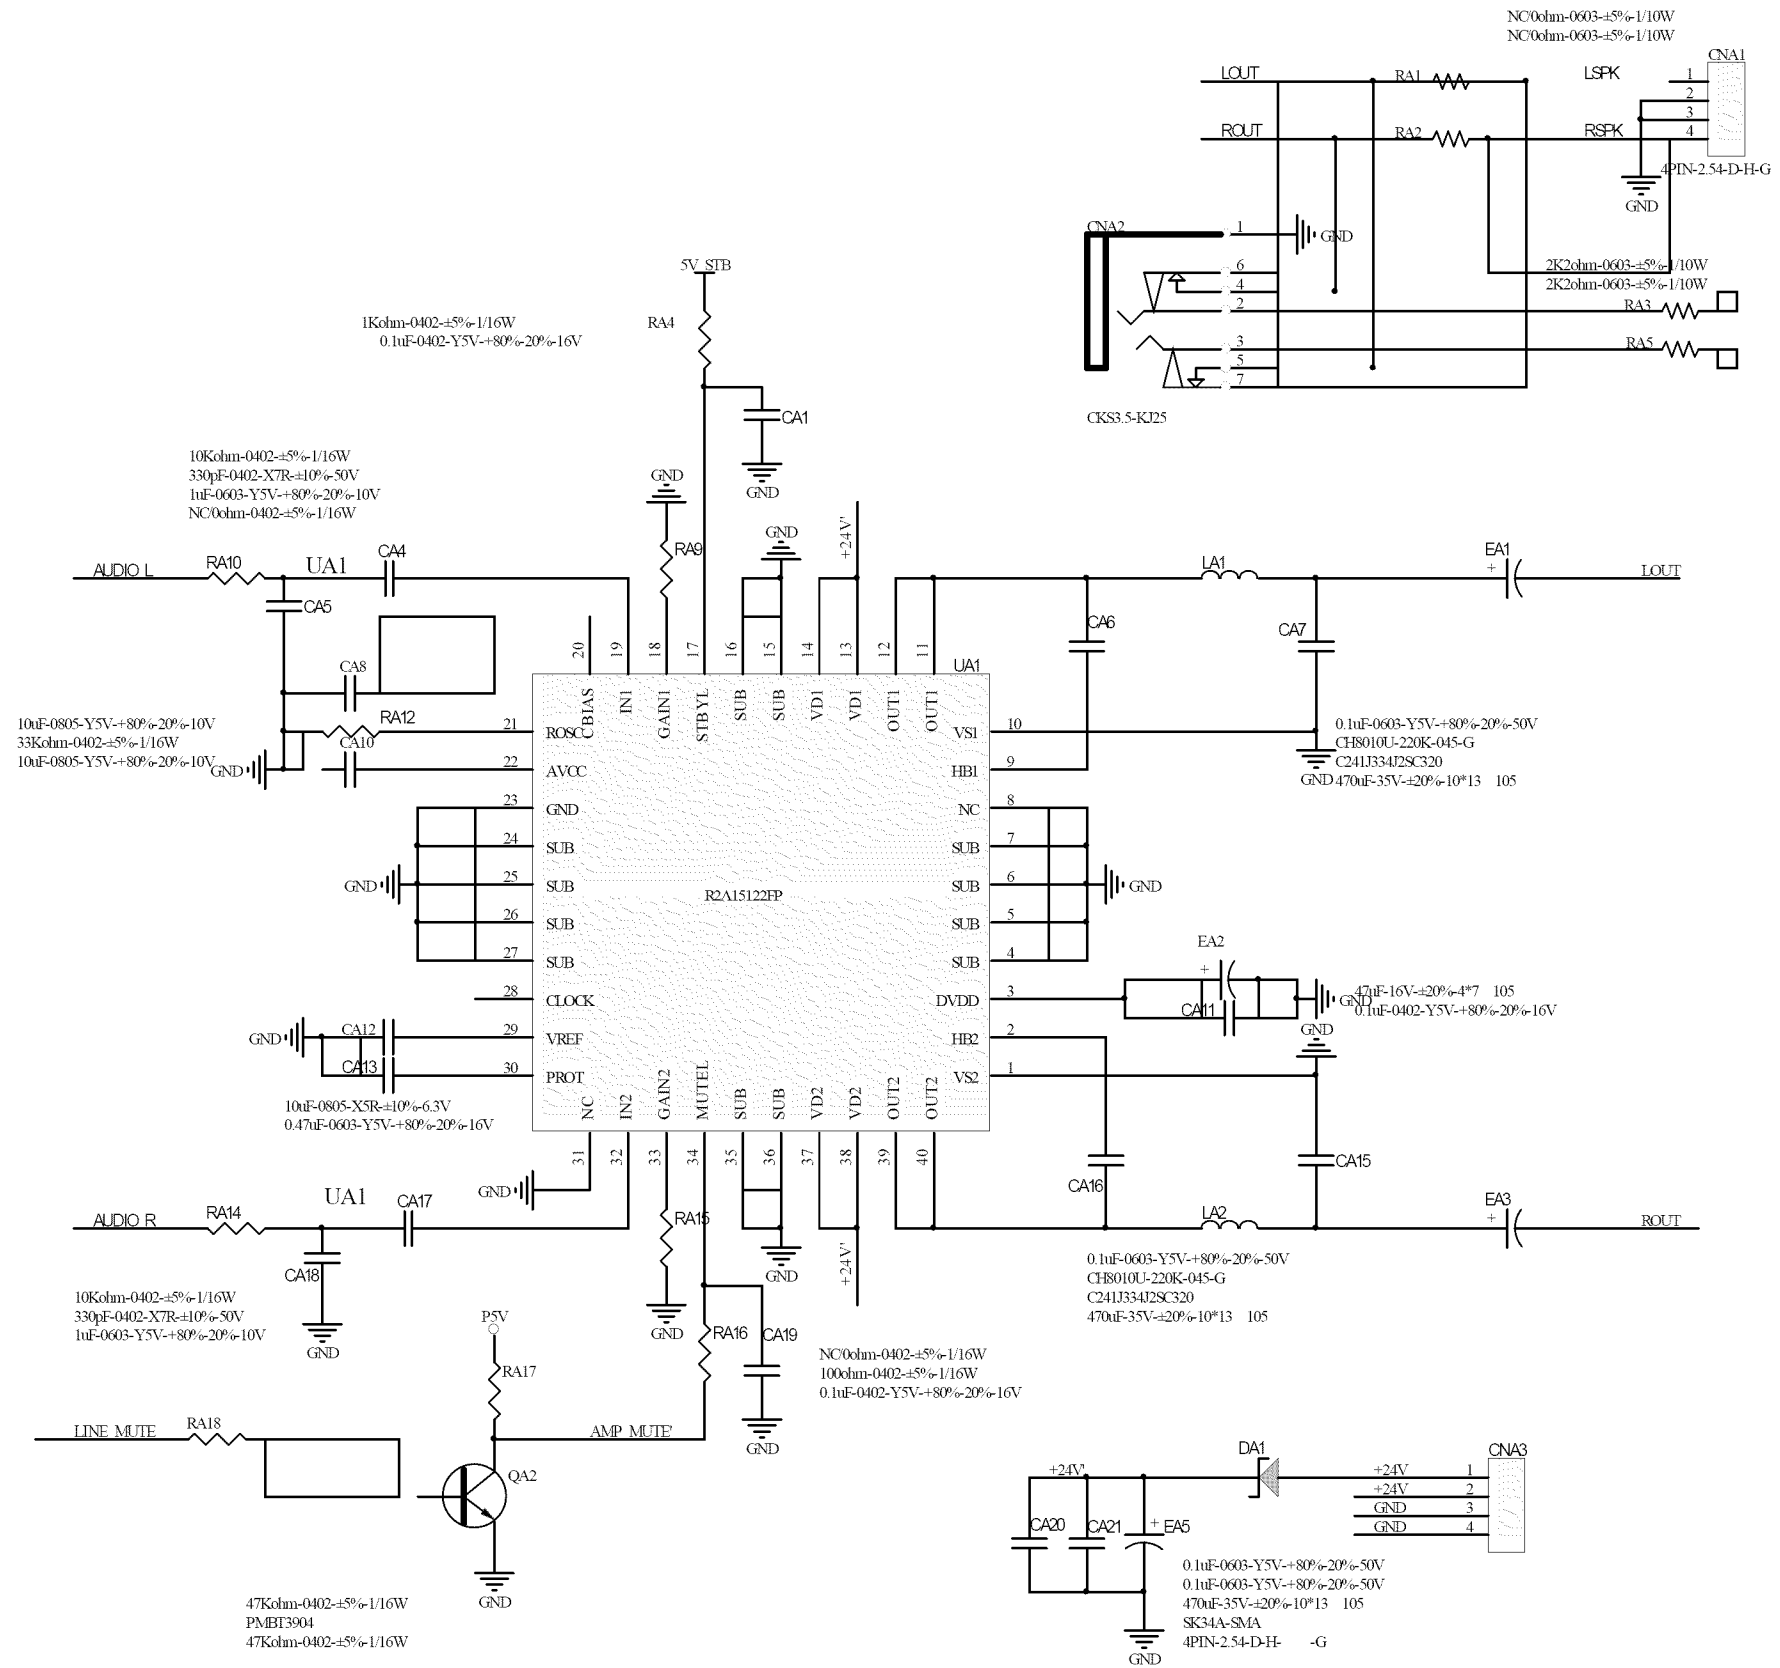 NC/0ohm-0603-±5%-1/10W
NC/0ohm-0603-±5%-1/10W
CNA1
LOUT
RA1
LSPK
1
2
3
ROUT
RA2
RSPK
4
4PIN-2.54-D-H-G
GND
CNA2
1
GND
6
4
2
3
5
7
2K2ohm-0603-±5%-1/10W
2K2ohm-0603-±5%-1/10W
RA3
RA5
CKS3.5-KJ25
5V_STB
1Kohm-0402-±5%-1/16W
0.1uF-0402-Y5V-+80%-20%-16V
RA4
CA1
GND
10Kohm-0402-±5%-1/16W
330pF-0402-X7R-±10%-50V
1uF-0603-Y5V-+80%-20%-10V
NC/0ohm-0402-±5%-1/16W
GND
RA9
GND
+24V'
AUDIO_L
RA10
UA1
CA4
CA5
CA8
LA1
EA1
+
LOUT
CA6
CA7
20
19
18
17
16
15
14
13
12
11
UA1
CBIAS
IN1
GAIN1
STBYL
SUB
SUB
VD1
VD1
OUT1
OUT1
10uF-0805-Y5V-+80%-20%-10V
33Kohm-0402-±5%-1/16W
10uF-0805-Y5V-+80%-20%-10V
GND
RA12
CA10
21
ROSC
22
AVCC
23
GND
24
SUB
25
SUB
26
SUB
27
SUB
28
CLOCK
29
VREF
30
PROT
GND
GND
CA12
CA13
R2A15122FP
VS1
10
HB1
9
NC
8
SUB
7
SUB
6
SUB
5
SUB
4
DVDD
3
HB2
2
VS2
1
GND
0.1uF-0603-Y5V-+80%-20%-50V
CH8010U-220K-045-G
C241J334J2SC320
GND
470uF-35V-±20%-10*13 105
EA2
+
CA11
GND
47uF-16V-±20%-4*7 105
0.1uF-0402-Y5V-+80%-20%-16V
GND
10uF-0805-X5R-±10%-6.3V
0.47uF-0603-Y5V-+80%-20%-16V
NC
IN2
GAIN2
MUTEL
SUB
SUB
VD2
VD2
OUT2
OUT2
31
32
33
34
35
36
37
38
39
40
GND
UA1
AUDIO_R
RA14
CA17
CA18
GND
RA15
GND
GND
+24V'
CA16
CA15
LA2
EA3
+
ROUT
10Kohm-0402-±5%-1/16W
330pF-0402-X7R-±10%-50V
1uF-0603-Y5V-+80%-20%-10V
0.1uF-0603-Y5V-+80%-20%-50V
CH8010U-220K-045-G
C241J334J2SC320
470uF-35V-±20%-10*13 105
P5V
RA17
RA16
CA19
GND
NC/0ohm-0402-±5%-1/16W
100ohm-0402-±5%-1/16W
0.1uF-0402-Y5V-+80%-20%-16V
LINE_MUTE
RA18
AMP_MUTE'
QA2
GND
47Kohm-0402-±5%-1/16W
PMBT3904
47Kohm-0402-±5%-1/16W
DA1
CNA3
+24V'
+24V
1
+24V
2
GND
3
GND
4
CA20
CA21
+
EA5
GND
0.1uF-0603-Y5V-+80%-20%-50V
0.1uF-0603-Y5V-+80%-20%-50V
470uF-35V-±20%-10*13 105
SK34A-SMA
4PIN-2.54-D-H- -G